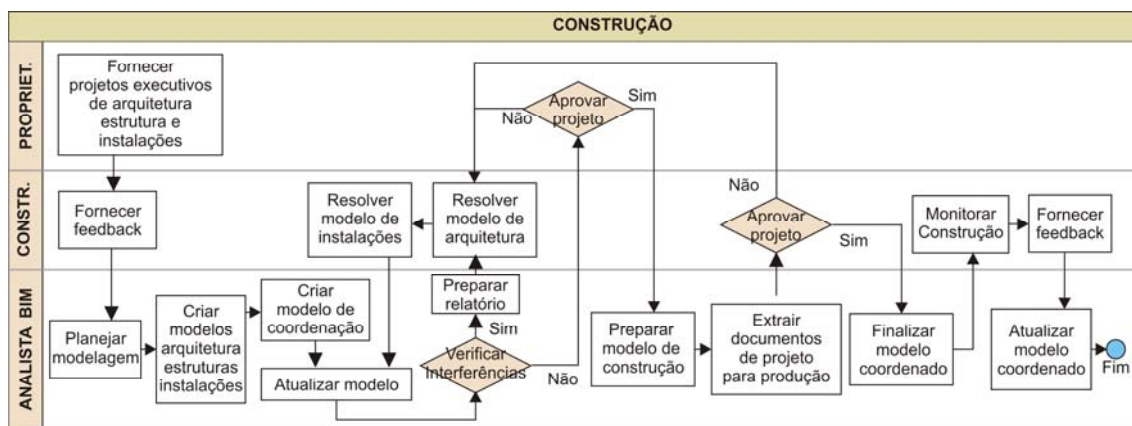 CONSTRUÇÃO
PROPRIET.
Fornecer
projetos executivos
de arquitetura
estrutura e
instalações
Aprovar
projeto
Não
Sim
CONSTR.
Fornecer
feedback
Resolver
modelo de
instalações
Resolver
modelo de
arquitetura
Não
Aprovar
projeto
Sim
Monitorar
Construção
Fornecer
feedback
ANALISTA BIM
Planejar
modelagem
Criar
modelos
arquitetura
estruturas
instalações
Criar
modelo de
coordenação
Atualizar modelo
Preparar
relatório
Sim
Verificar
interferências
Não
Preparar
modelo de
construção
Extrair
documentos
de projeto
para produção
Finalizar
modelo
coordenado
Atualizar
modelo
coordenado
Fim